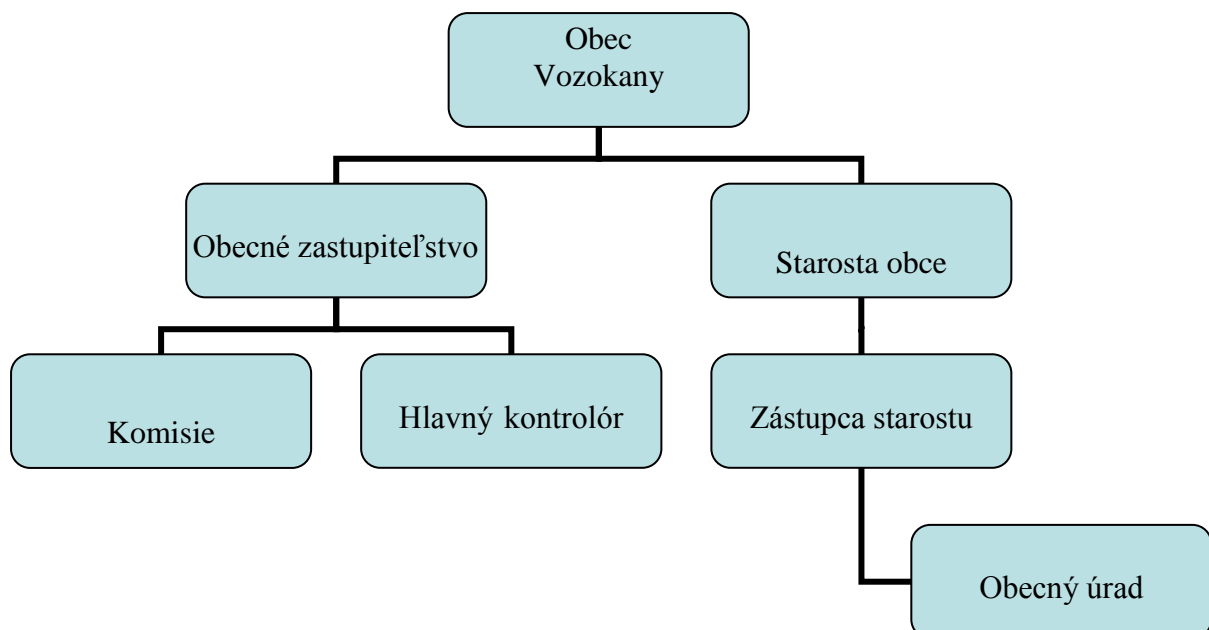 Obec
Vozokany
Obecné zastupiteľstvo
Starosta obce
Komisie
Hlavný kontrolór
Zástupca starostu
Obecný úrad